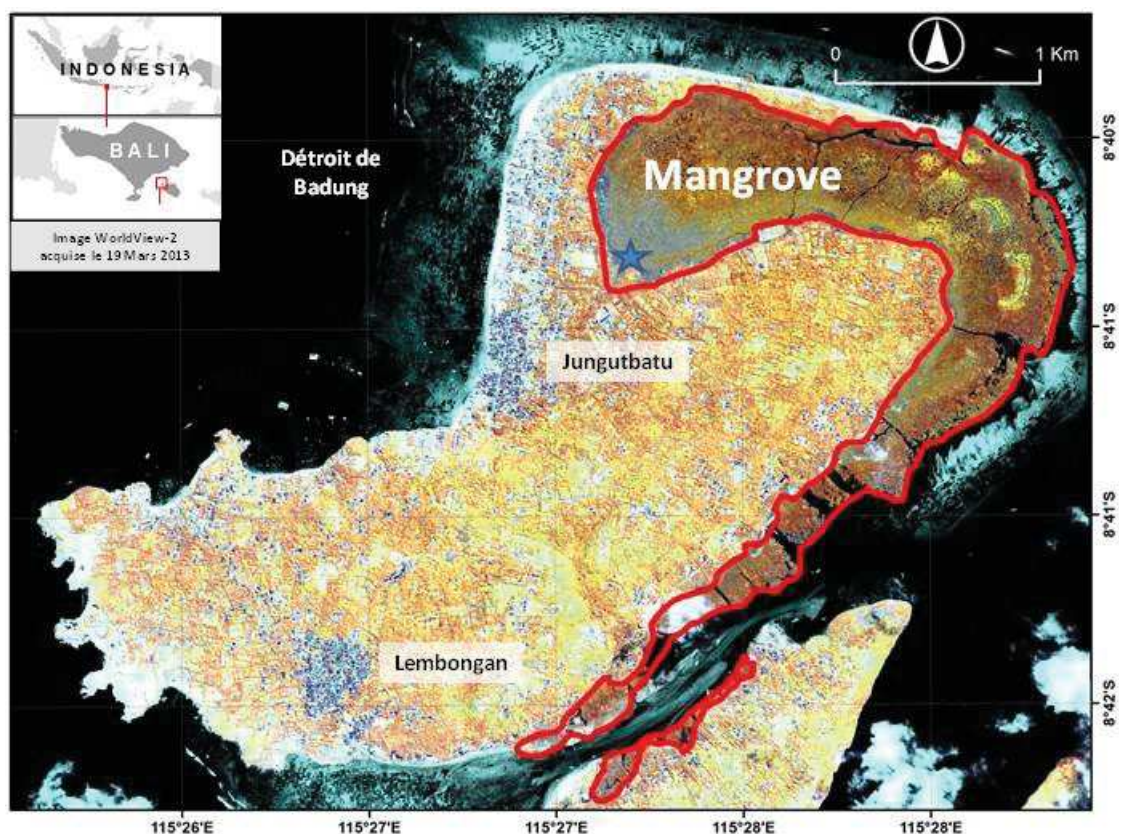 INDONESIA
BALI
Image WorldView-2
acquise le 19 Mars 2013
Détroit de
Badung
0 1 Km
Mangrove
Jungutbatu
Lembongan
8°40'S
8°41'S
8°41'S
8°42'S
115°26'E 115°27'E 115°27'E 115°28'E 115°28'E